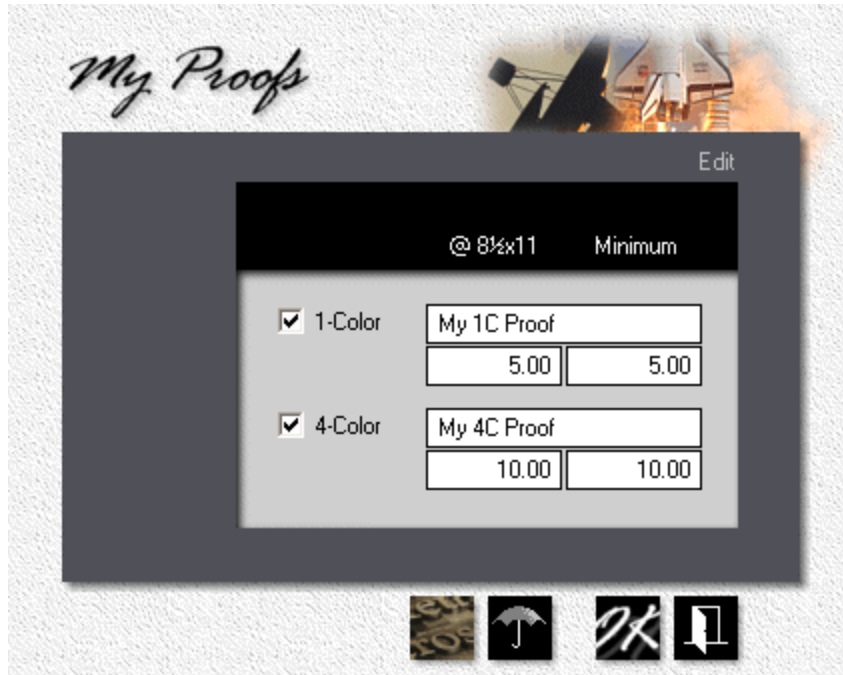 My Proofs
Edit
@ 8½x11 Minimum
1-Color My 1C Proof
5.00 5.00
4-Color My 4C Proof
10.00 10.00
OK